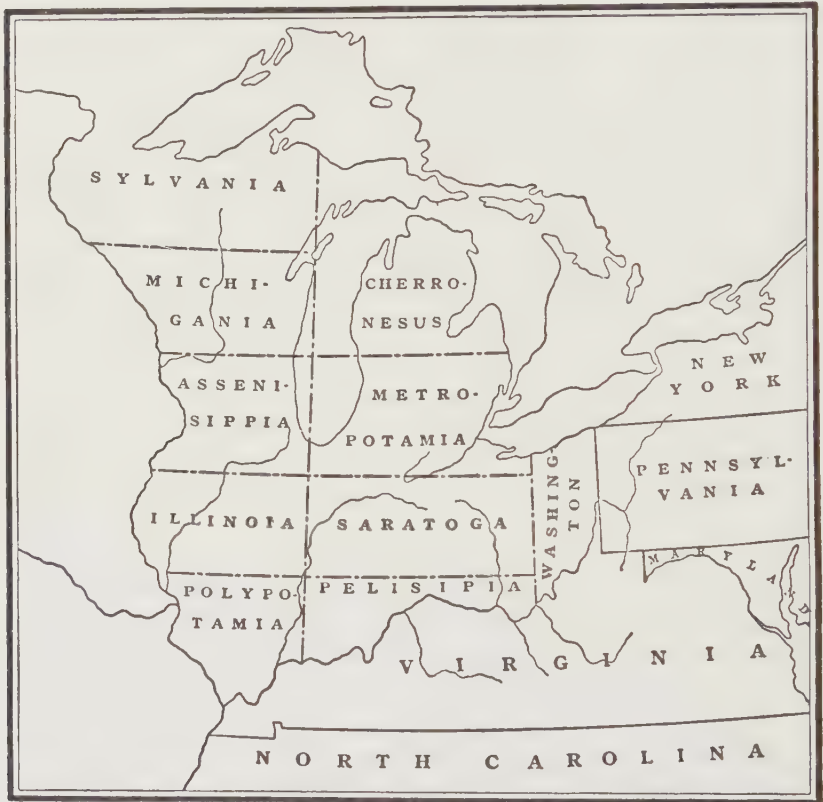 SYLVANIA
MICHI-
GANIA
CHERRO-
NESUS
ASSENI-
SIPPIA
METRO-
POTAMIA
NEW
YORK
PENNSYL-
VANIA
WASHING-
TON
ILLINOIA
SARATOGA
MARYLAND
POLYPO-
TAMIA
PELISIPIA
VIRGINIA
NORTH CAROLINA